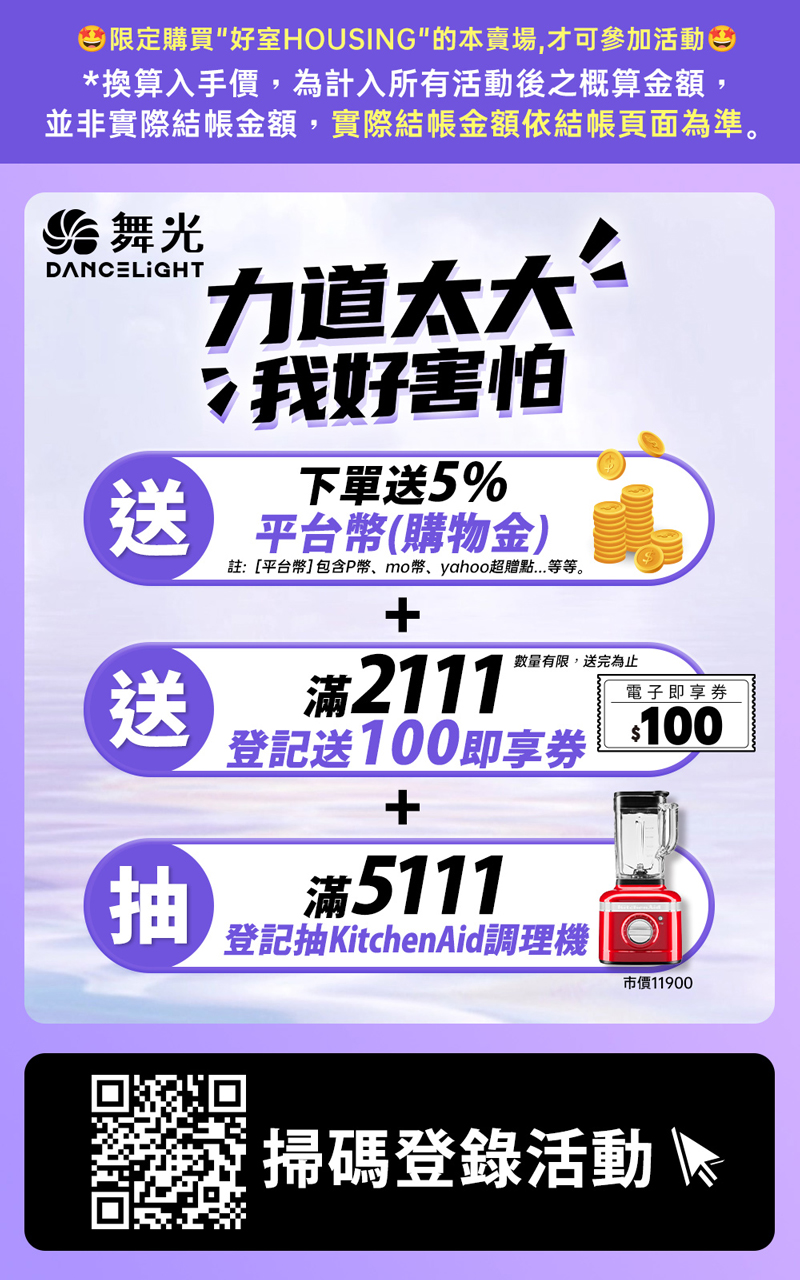 🤩限定購買"好室HOUSING"的本賣場,才可參加活動🤩
*換算入手價，為計入所有活動後之概算金額，
並非實際結帳金額，實際結帳金額依結帳頁面為準。
舞光
DANCELiGHT
力道太大
我好害怕
送
下單送5%
平台幣(購物金)
註：[平台幣]包含P幣、mo幣、yahoo超贈點...等等。
+
送
滿2111
數量有限，送完為止
登記送100即享券
電子即享券
$100
+
抽
滿5111
登記抽KitchenAid調理機
市價11900
掃碼登錄活動